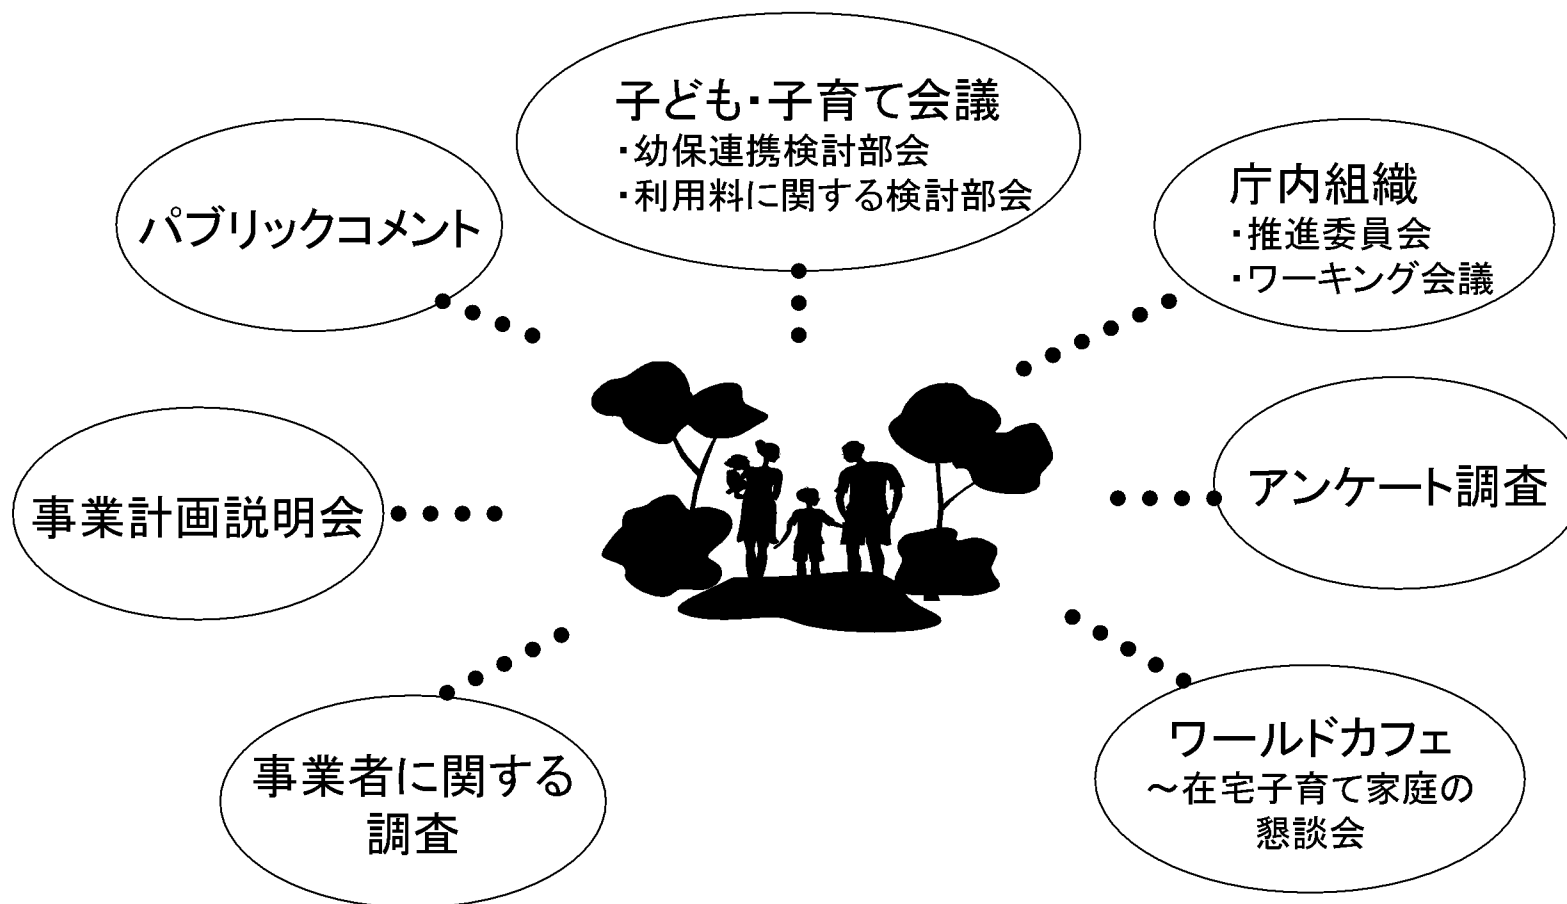 子ども・子育て会議
・幼保連携検討部会
・利用料に関する検討部会
パブリックコメント
庁内組織
・推進委員会
・ワーキング会議
事業計画説明会
アンケート調査
事業者に関する
調査
ワールドカフェ
～在宅子育て家庭の
懇談会